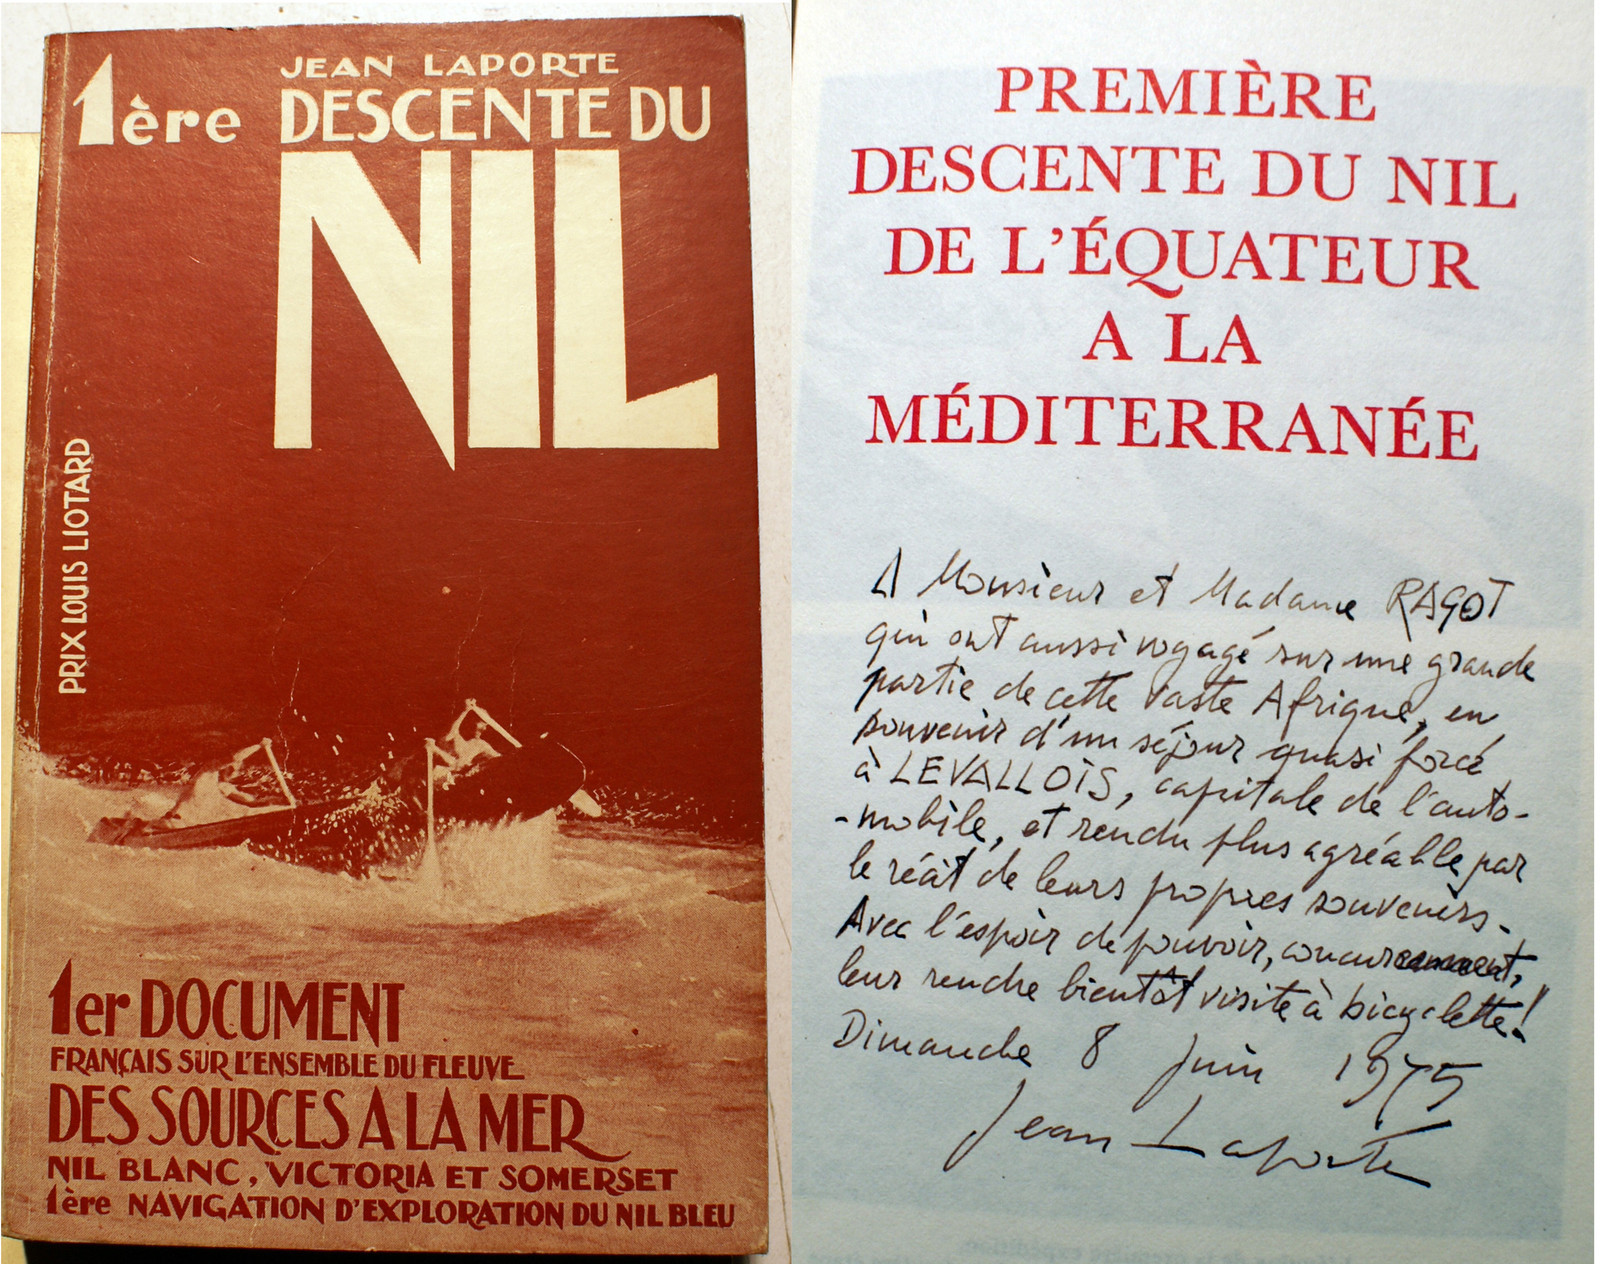 JEAN LAPORTE
1ère DESCENTE DU
NIL
PRIX LOUIS LIOTARD
1er DOCUMENT
FRANÇAIS SUR L'ENSEMBLE DU FLEUVE
DES SOURCES A LA MER
NIL BLANC, VICTORIA ET SOMERSET
1ère NAVIGATION D'EXPLORATION DU NIL BLEU
PREMIÈRE
DESCENTE DU NIL
DE L'ÉQUATEUR
A LA
MÉDITERRANÉE
A Monsieur et Madame RAGOT
qui ont aussi voyagé sur une grande
partie de cette vaste Afrique, en
souvenir d'un séjour quasi forcé
à LEVALLOIS, capitale de l'auto-
-mobile, et rendu plus agréable par
le récit de leurs propres souvenirs.
Avec l'espoir de pouvoir,
leur rendre bientôt visite à bicyclette!
Dimanche 8 Juin 1975
Jean Laporte